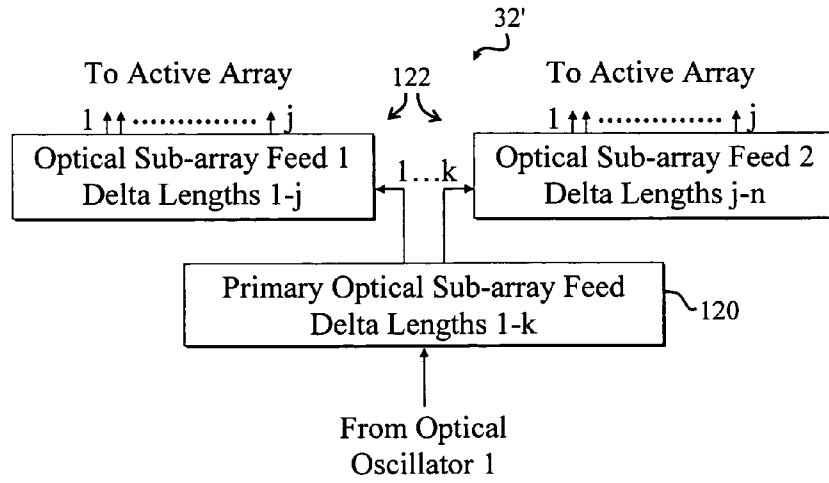 32'
To Active Array
122
To Active Array
1 .............. j
1 .............. j
Optical Sub-array Feed 1
Delta Lengths 1-j
1...k
Optical Sub-array Feed 2
Delta Lengths j-n
Primary Optical Sub-array Feed
Delta Lengths 1-k
120
From Optical
Oscillator 1